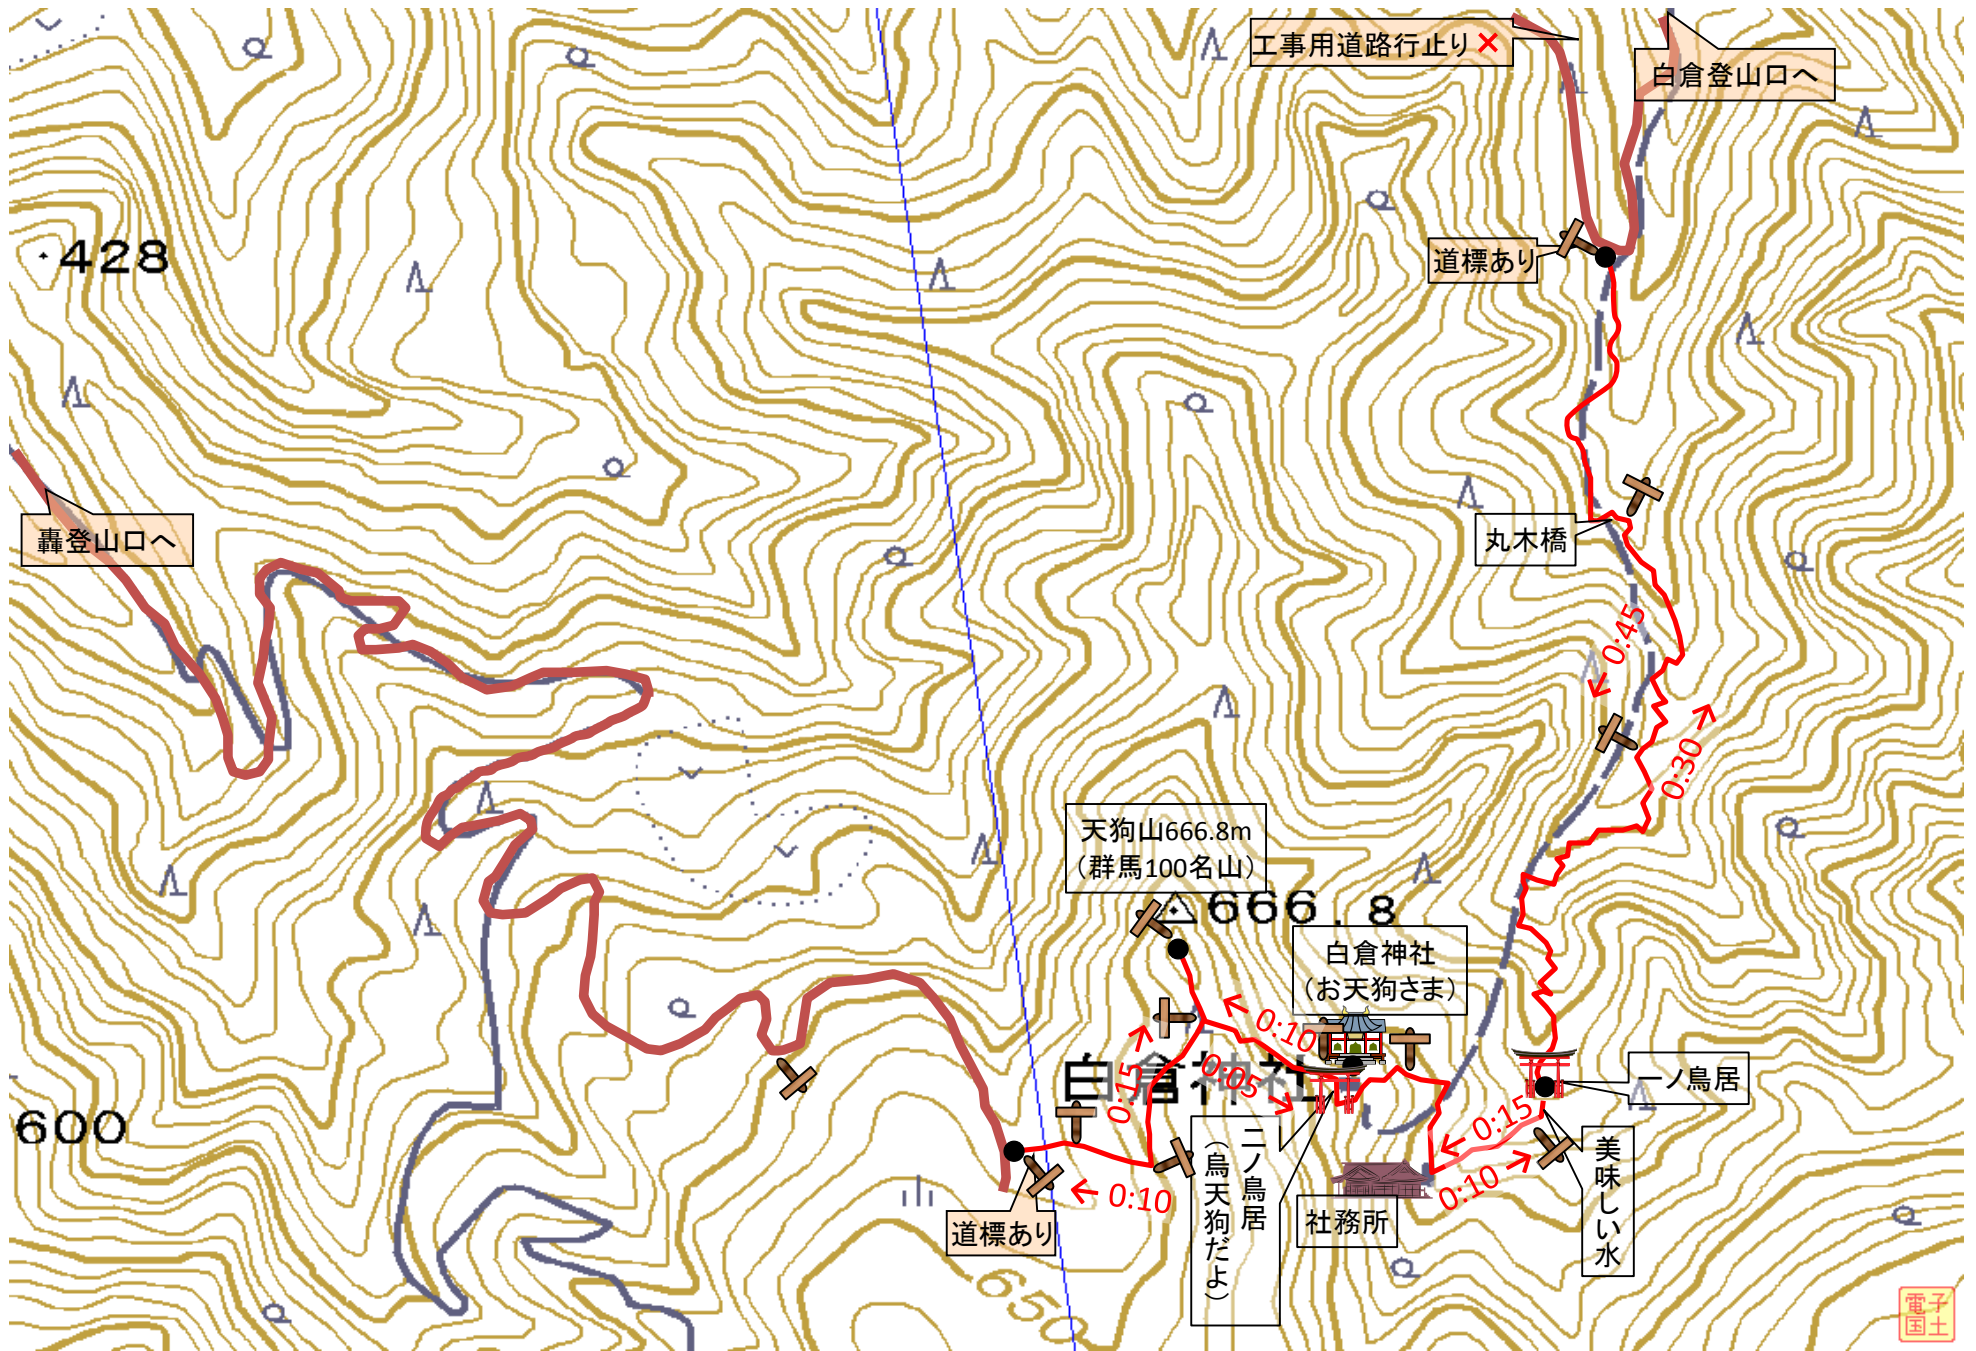 工事用道路行止り✕
白倉登山口へ
428
道標あり
轟登山口へ
丸木橋
0:45
0:30
天狗山666.8m
（群馬100名山）
666.8
白倉神社
（お天狗さま）
0:10
白倉神社
0:05
0:15
一ノ鳥居
600
0:15
0:10
0:10
二ノ鳥居
（烏天狗だよ）
美味しい水
社務所
道標あり
650
電子
国土